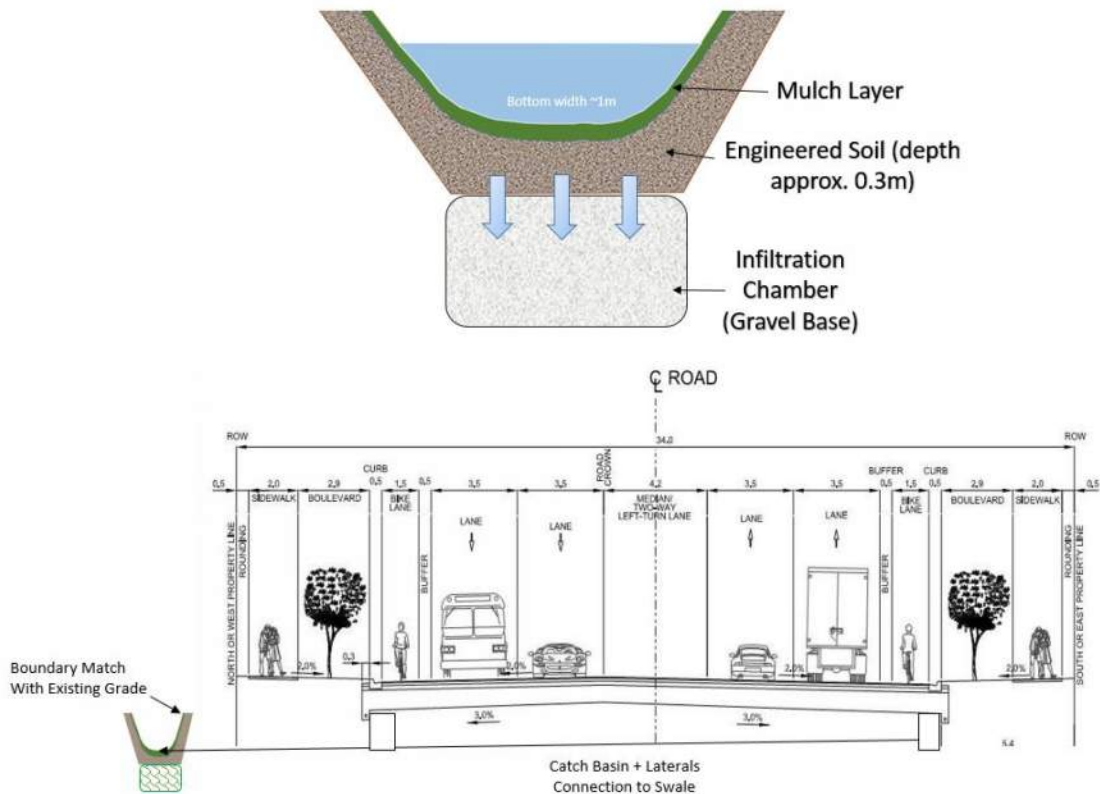 Bottom width ~1m
Mulch Layer
Engineered Soil (depth
approx. 0.3m)
Infiltration
Chamber
(Gravel Base)
℄ ROAD
ROW
34,0
ROW
0,5
2,0
2,9
CURB
0,5
1,5
0,5
3,5
3,5
ROAD
CROWN
4,2
3,5
3,5
BUFFER
0,5
1,5
CURB
0,5
2,9
2,0
0,5
NORTH OR WEST PROPERTY LINE
ROUNDING
SIDEWALK
BOULEVARD
BIKE
LANE
BUFFER
LANE
LANE
MEDIAN/
TWO-WAY
LEFT-TURN LANE
LANE
LANE
BIKE
LANE
BOULEVARD
SIDEWALK
ROUNDING
SOUTH OR EAST PROPERTY LINE
2,0%
0,3
2,0%
2,0%
3,0%
3,0%
Boundary Match
With Existing Grade
Catch Basin + Laterals
Connection to Swale